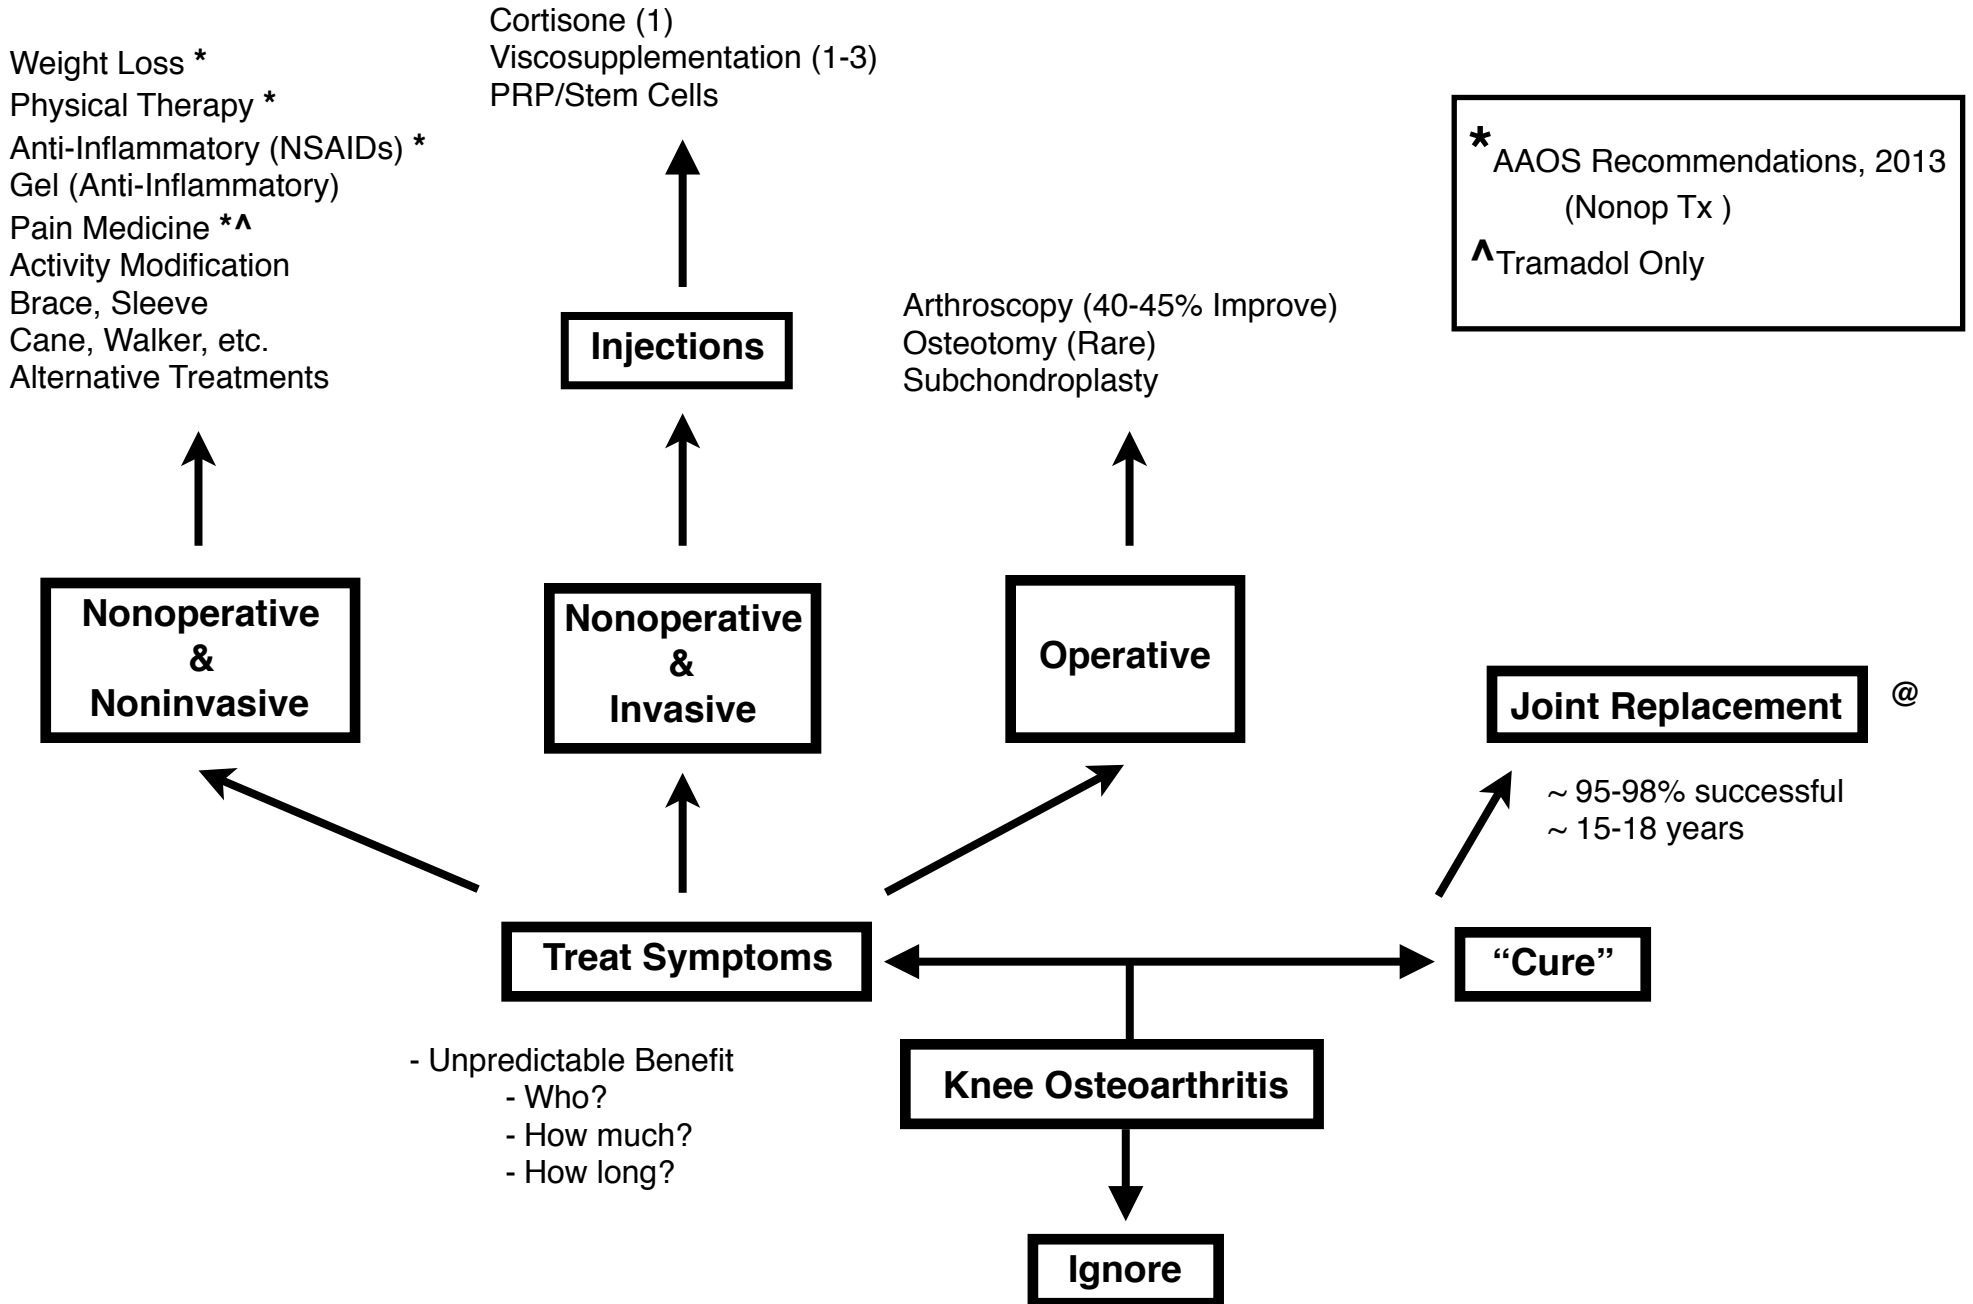 Weight Loss *
Physical Therapy *
Anti-Inflammatory (NSAIDs) *
Gel (Anti-Inflammatory)
Pain Medicine *^
Activity Modification
Brace, Sleeve
Cane, Walker, etc.
Alternative Treatments
Cortisone (1)
Viscosupplementation (1-3)
PRP/Stem Cells
*AAOS Recommendations, 2013
(Nonop Tx )
^Tramadol Only
Injections
Arthroscopy (40-45% Improve)
Osteotomy (Rare)
Subchondroplasty
Nonoperative
&
Noninvasive
Nonoperative
&
Invasive
Operative
Joint Replacement @
~ 95-98% successful
~ 15-18 years
Treat Symptoms
“Cure”
- Unpredictable Benefit
- Who?
- How much?
- How long?
Knee Osteoarthritis
Ignore